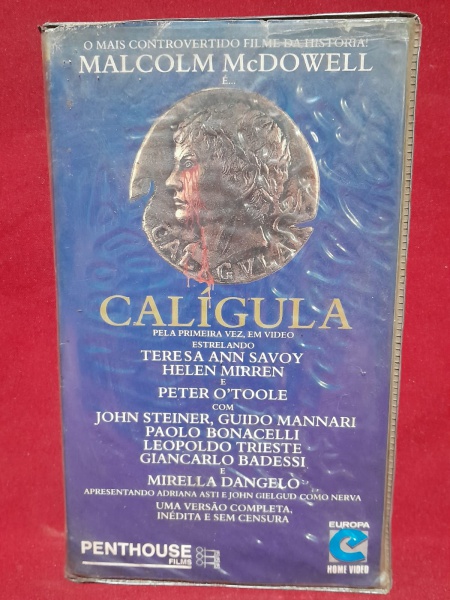 O MAIS CONTROVERTIDO FILME DA HISTÓRIA!
MALCOLM McDOWELL
É...
CALIGULA
CALÍGULA
PELA PRIMEIRA VEZ, EM VIDEO
ESTRELANDO
TERESA ANN SAVOY
HELEN MIRREN
E
PETER O'TOOLE
COM
JOHN STEINER, GUIDO MANNARI
PAOLO BONACELLI
LEOPOLDO TRIESTE
GIANCARLO BADESSI
E
MIRELLA DANGELO
APRESENTANDO ADRIANA ASTI E JOHN GIELGUD COMO NERVA
UMA VERSÃO COMPLETA,
INÉDITA E SEM CENSURA
PENTHOUSE
FILMS
EUROPA
HOME VIDEO